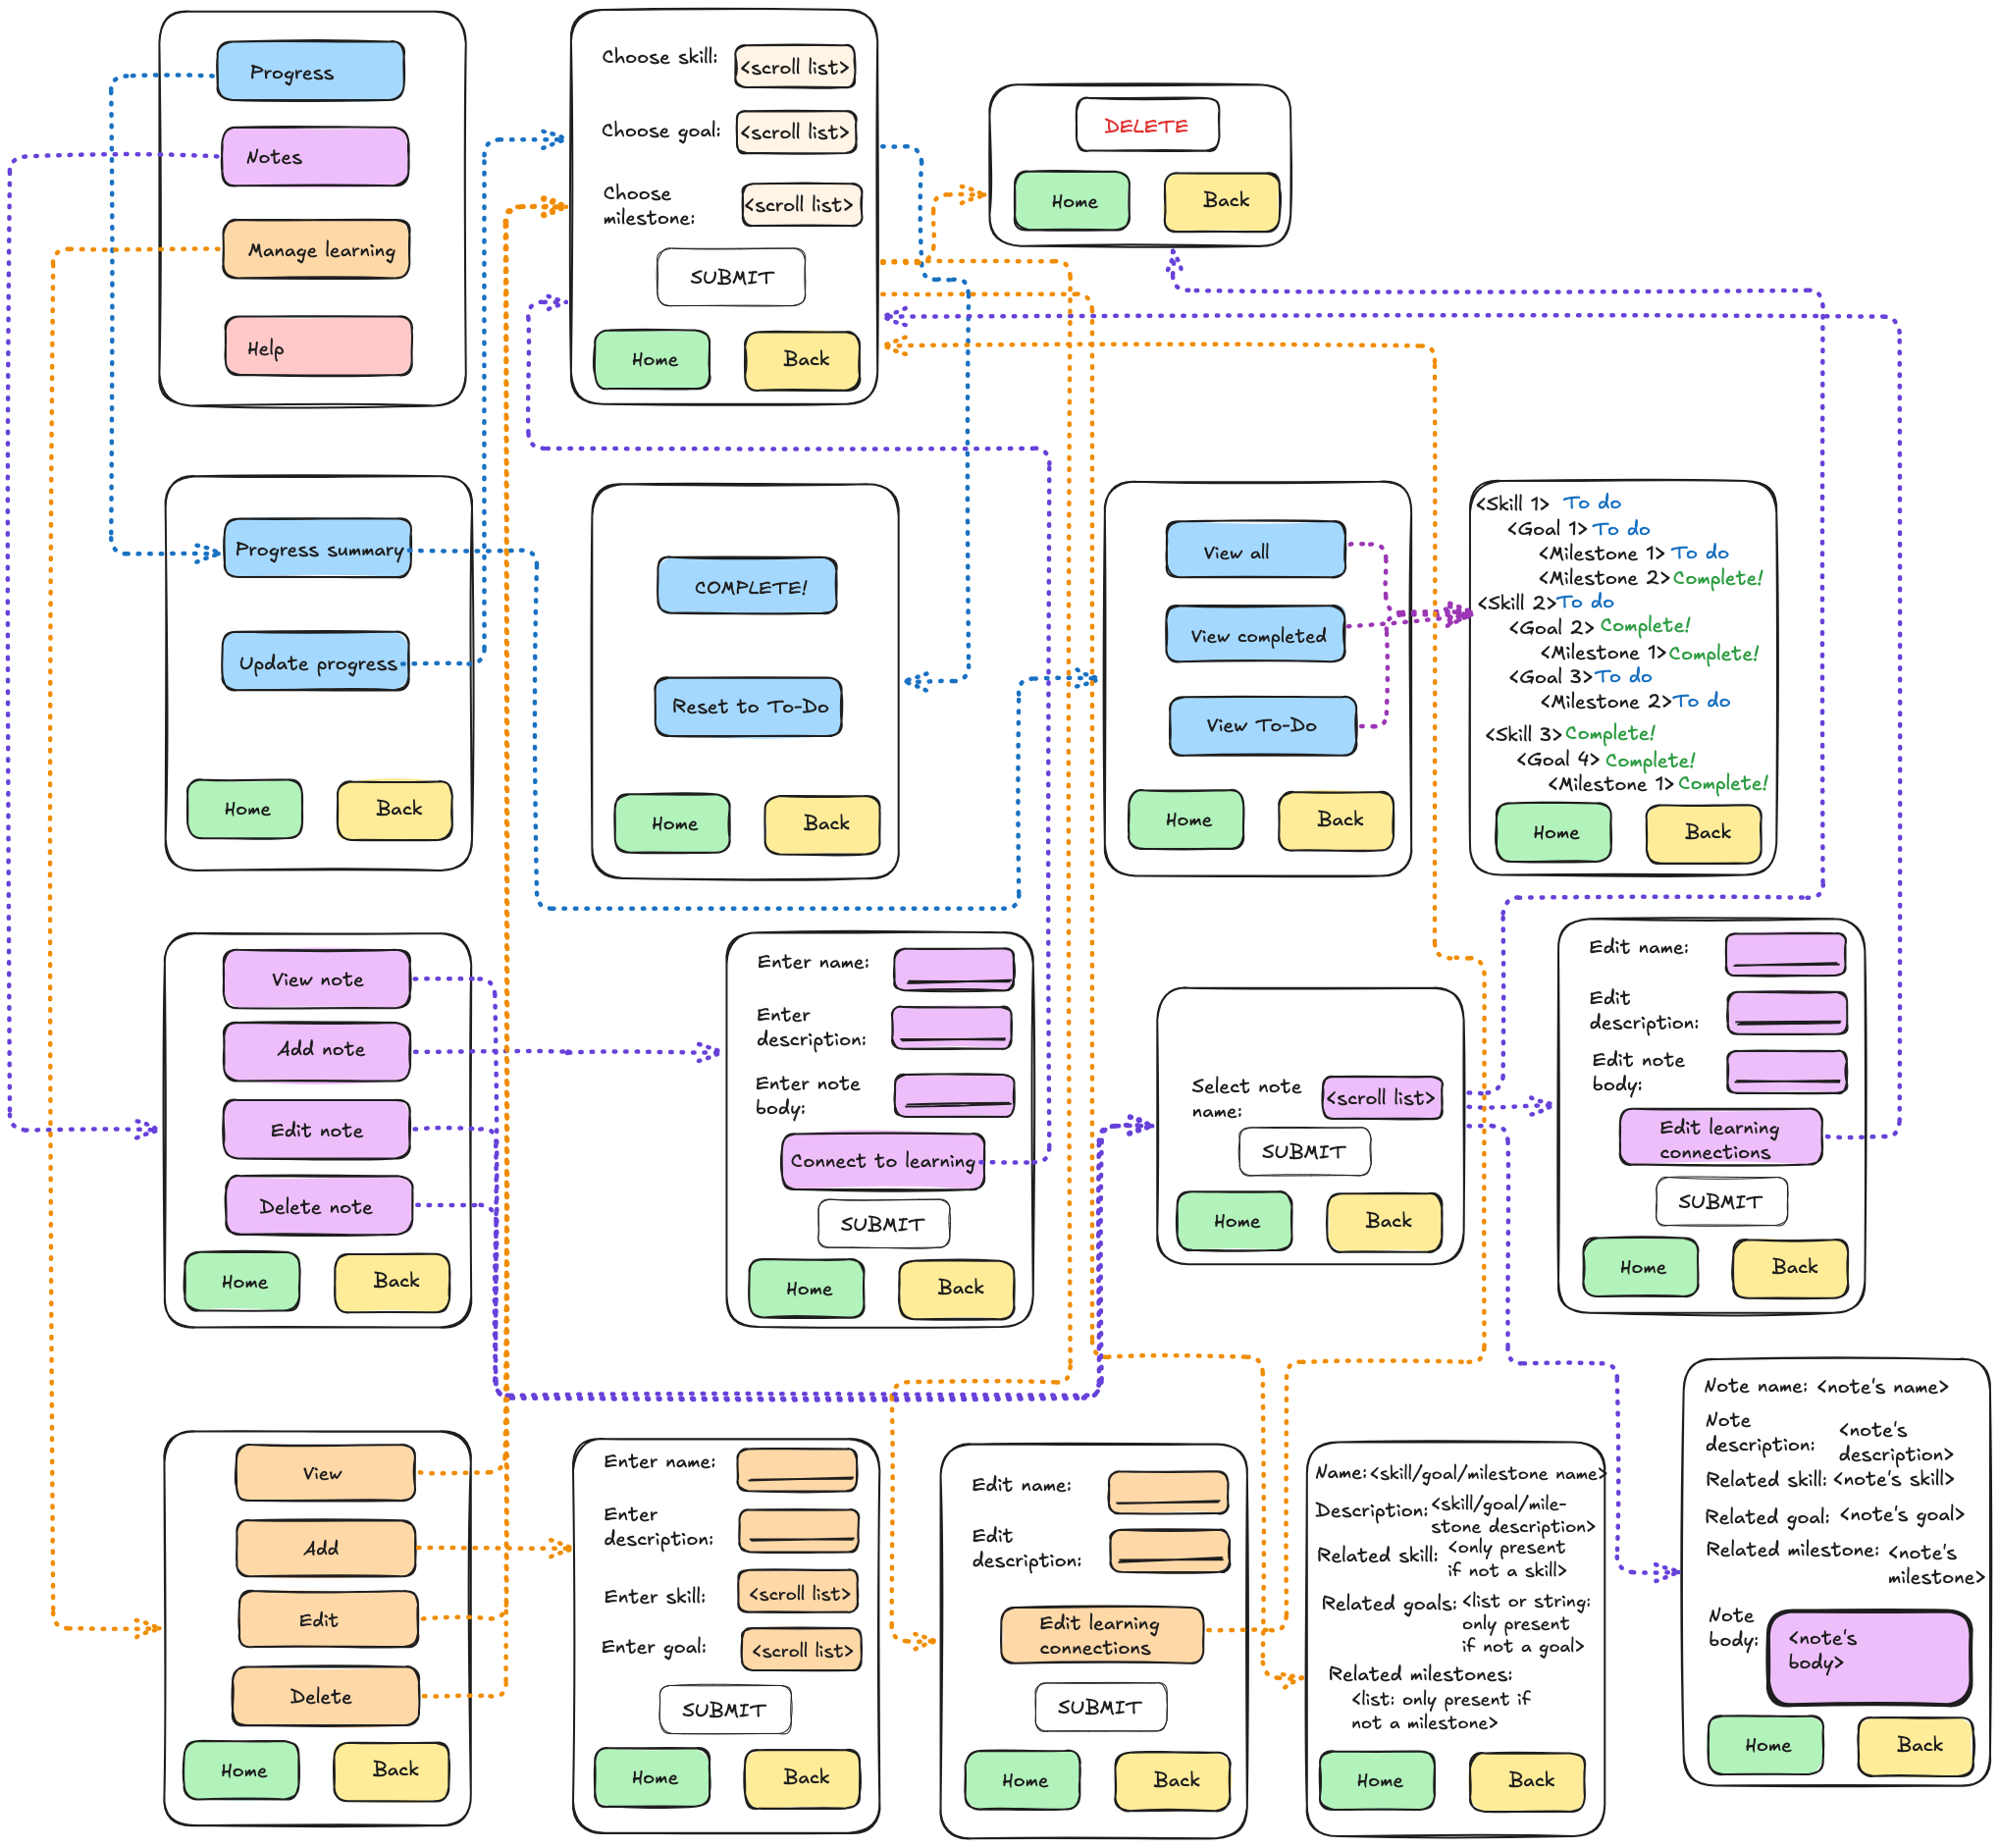 Progress
Notes
Manage learning
Help
Choose skill: <scroll list>
Choose goal: <scroll list>
Choose
milestone: <scroll list>
SUBMIT
Home Back
DELETE
Home Back
Progress summary
Update progress
Home Back
COMPLETE!
Reset to To-Do
Home Back
View all
View completed
View To-Do
Home Back
<Skill 1> To do
<Goal 1> To do
<Milestone 1> To do
<Milestone 2> Complete!
<Skill 2> To do
<Goal 2> Complete!
<Milestone 1> Complete!
<Goal 3> To do
<Milestone 2> To do
<Skill 3> Complete!
<Goal 4> Complete!
<Milestone 1> Complete!
Home Back
View note
Add note
Edit note
Delete note
Home Back
Enter name:
Enter
description:
Enter note
body:
Connect to learning
SUBMIT
Home Back
Select note
name: <scroll list>
SUBMIT
Home Back
Edit name:
Edit
description:
Edit note
body:
Edit learning
connections
SUBMIT
Home Back
View
Add
Edit
Delete
Home Back
Enter name:
Enter
description:
Enter skill: <scroll list>
Enter goal: <scroll list>
SUBMIT
Home Back
Edit name:
Edit
description:
Edit learning
connections
SUBMIT
Home Back
Name: <skill/goal/milestone name>
Description: <skill/goal/mile-
stone description>
Related skill: <only present
if not a skill>
Related goals: <list or string:
only present
if not a goal>
Related milestones:
<list: only present if
not a milestone>
Home Back
Note name: <note's name>
Note
description: <note's
description>
Related skill: <note's skill>
Related goal: <note's goal>
Related milestone: <note's
milestone>
Note
body: <note's
body>
Home Back